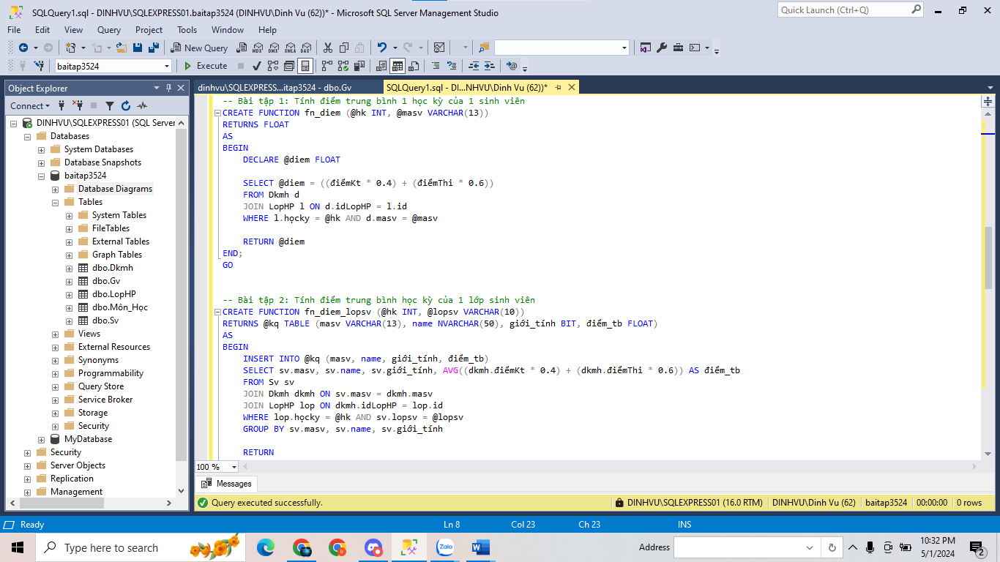 SQLQuery1.sql - DINHVU\SQLEXPRESS01.baitap3524 (DINHVU\Dinh Vu (62))* - Microsoft SQL Server Management Studio
Quick Launch (Ctrl+Q)
File Edit View Query Project Tools Window Help
New Query
MDX DMX XMLA DAX
baitap3524
Execute
Object Explorer
dinhvu\SQLEXPRESS...itap3524 - dbo.Gv
SQLQuery1.sql - DI...NHVU\Dinh Vu (62))*
Connect
DINHVU\SQLEXPRESS01 (SQL Server
Databases
System Databases
Database Snapshots
baitap3524
Database Diagrams
Tables
System Tables
FileTables
External Tables
Graph Tables
dbo.Dkmh
dbo.Gv
dbo.LopHP
dbo.Môn_Học
dbo.Sv
Views
External Resources
Synonyms
Programmability
Query Store
Service Broker
Storage
Security
MyDatabase
Security
Server Objects
Replication
Management
-- Bài tập 1: Tính điểm trung bình 1 học kỳ của 1 sinh viên
CREATE FUNCTION fn_diem (@hk INT, @masv VARCHAR(13))
RETURNS FLOAT
AS
BEGIN
DECLARE @diem FLOAT
SELECT @diem = ((điểmKt * 0.4) + (điểmThi * 0.6))
FROM Dkmh d
JOIN LopHP l ON d.idLopHP = l.id
WHERE l.họcky = @hk AND d.masv = @masv
RETURN @diem
END;
GO
-- Bài tập 2: Tính điểm trung bình học kỳ của 1 lớp sinh viên
CREATE FUNCTION fn_diem_lopsv (@hk INT, @lopsv VARCHAR(10))
RETURNS @kq TABLE (masv VARCHAR(13), name NVARCHAR(50), giới_tính BIT, điểm_tb FLOAT)
AS
BEGIN
INSERT INTO @kq (masv, name, giới_tính, điểm_tb)
SELECT sv.masv, sv.name, sv.giới_tính, AVG((dkmh.điểmKt * 0.4) + (dkmh.điểmThi * 0.6)) AS điểm_tb
FROM Sv sv
JOIN Dkmh dkmh ON sv.masv = dkmh.masv
JOIN LopHP lop ON dkmh.idLopHP = lop.id
WHERE lop.họcky = @hk AND sv.lopsv = @lopsv
GROUP BY sv.masv, sv.name, sv.giới_tính
RETURN
100 %
Messages
Query executed successfully.
DINHVU\SQLEXPRESS01 (16.0 RTM) DINHVU\Dinh Vu (62) baitap3524 00:00:00 0 rows
Ready
Ln 8 Col 23 Ch 23 INS
Type here to search
Zalo
Address
10:32 PM
5/1/2024
2